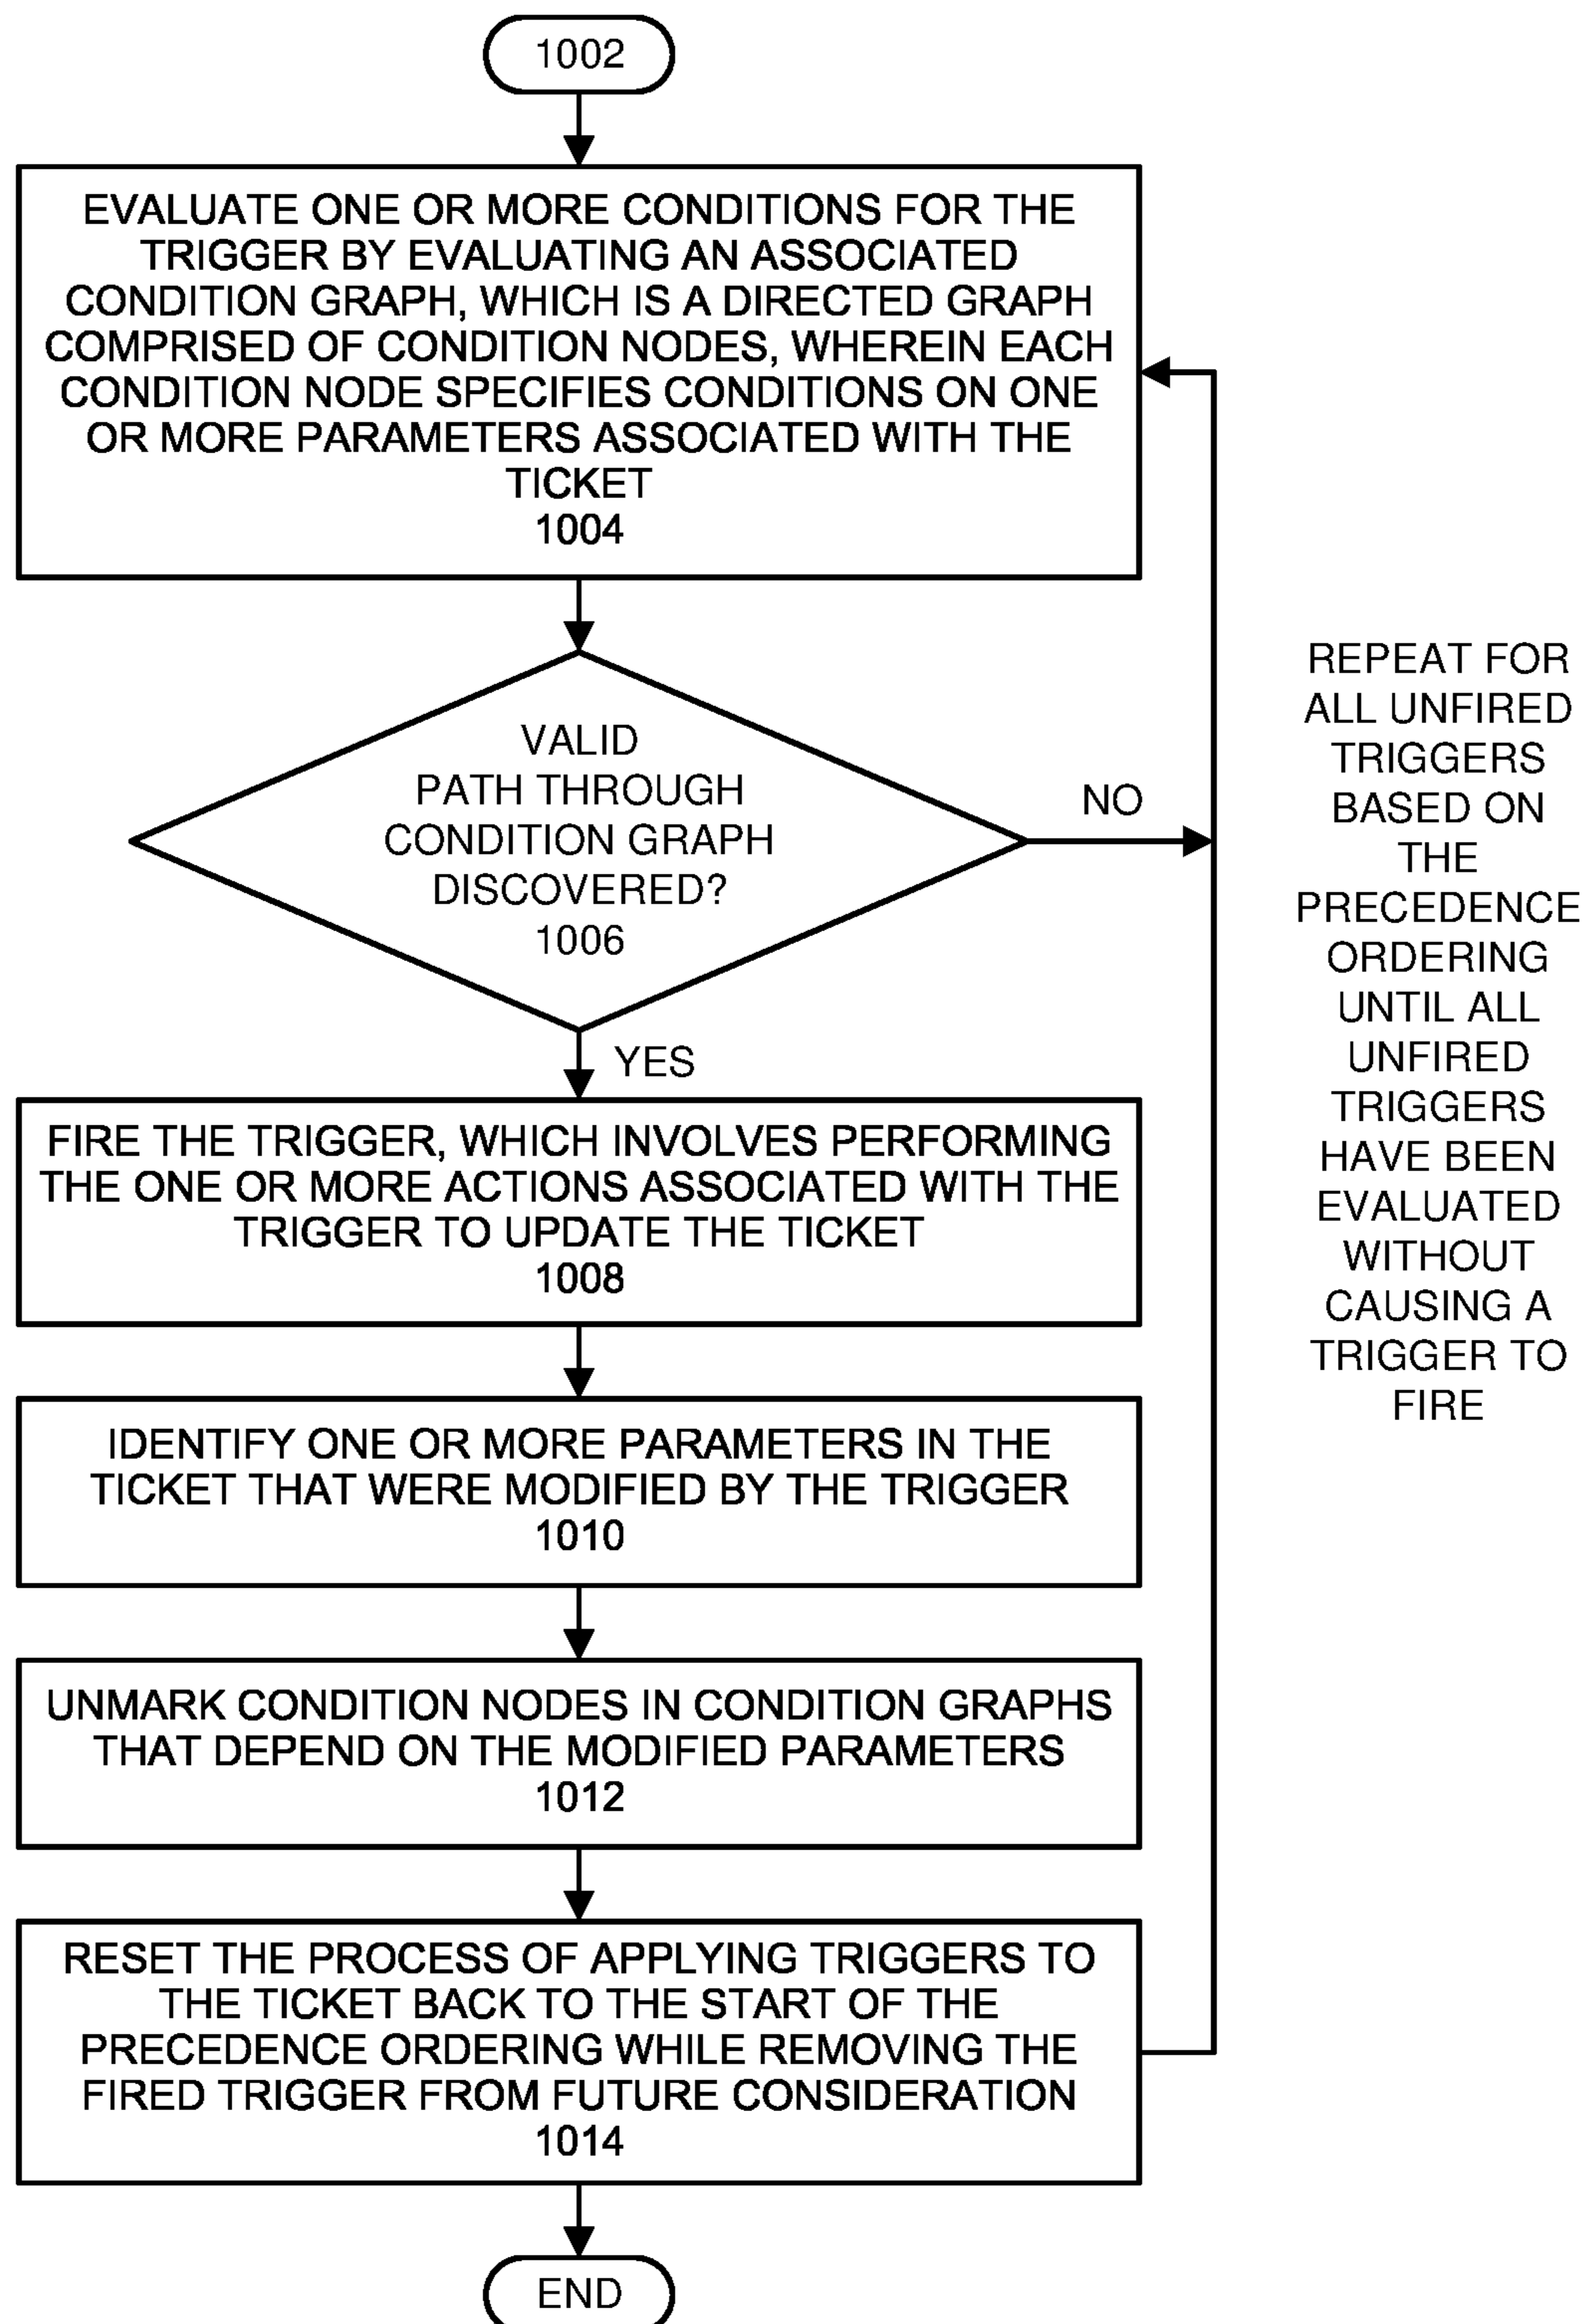 1002
EVALUATE ONE OR MORE CONDITIONS FOR THE
TRIGGER BY EVALUATING AN ASSOCIATED
CONDITION GRAPH, WHICH IS A DIRECTED GRAPH
COMPRISED OF CONDITION NODES, WHEREIN EACH
CONDITION NODE SPECIFIES CONDITIONS ON ONE
OR MORE PARAMETERS ASSOCIATED WITH THE
TICKET
1004
VALID
PATH THROUGH
CONDITION GRAPH
DISCOVERED?
1006
NO
YES
FIRE THE TRIGGER, WHICH INVOLVES PERFORMING
THE ONE OR MORE ACTIONS ASSOCIATED WITH THE
TRIGGER TO UPDATE THE TICKET
1008
IDENTIFY ONE OR MORE PARAMETERS IN THE
TICKET THAT WERE MODIFIED BY THE TRIGGER
1010
UNMARK CONDITION NODES IN CONDITION GRAPHS
THAT DEPEND ON THE MODIFIED PARAMETERS
1012
RESET THE PROCESS OF APPLYING TRIGGERS TO
THE TICKET BACK TO THE START OF THE
PRECEDENCE ORDERING WHILE REMOVING THE
FIRED TRIGGER FROM FUTURE CONSIDERATION
1014
END
REPEAT FOR
ALL UNFIRED
TRIGGERS
BASED ON
THE
PRECEDENCE
ORDERING
UNTIL ALL
UNFIRED
TRIGGERS
HAVE BEEN
EVALUATED
WITHOUT
CAUSING A
TRIGGER TO
FIRE